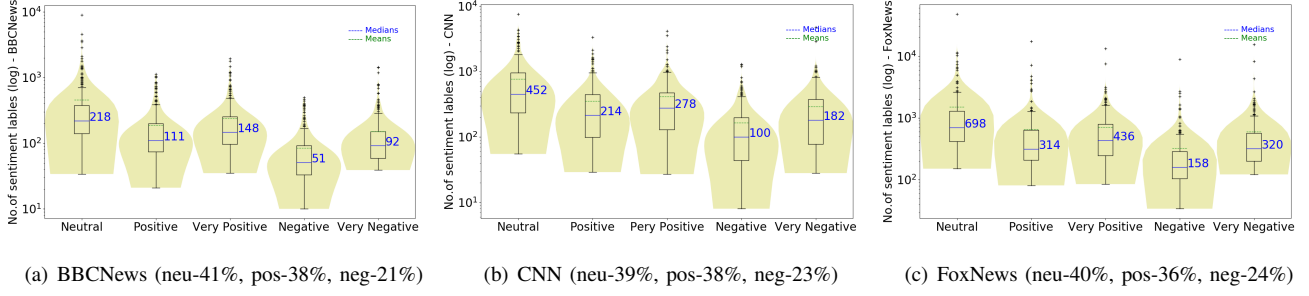 No.of sentiment lables (log) - BBCNews
10^4
10^3
10^2
10^1
Medians
Means
218
111
148
51
92
Neutral Positive Very Positive Negative Very Negative
(a) BBCNews (neu-41%, pos-38%, neg-21%)
No.of sentiment lables (log) - CNN
10^4
10^3
10^2
10^1
Medians
Means
452
214
278
100
182
Neutral Positive Pery Positive Negative Very Negative
(b) CNN (neu-39%, pos-38%, neg-23%)
No.of sentiment lables (log) - FoxNews
10^4
10^3
10^2
Medians
Means
698
314
436
158
320
Neutral Positive Very Positive Negative Very Negative
(c) FoxNews (neu-40%, pos-36%, neg-24%)